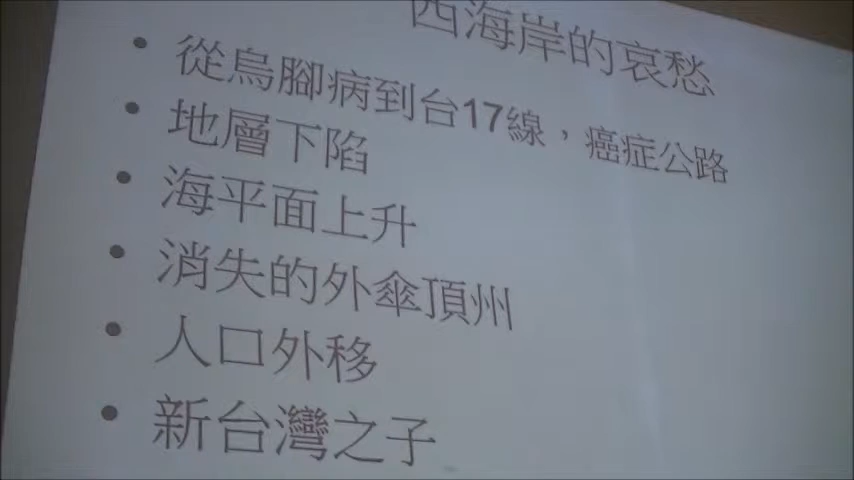 西海岸的哀愁
• 從烏腳病到台17線，癌症公路
• 地層下陷
• 海平面上升
• 消失的外傘頂州
• 人口外移
• 新台灣之子